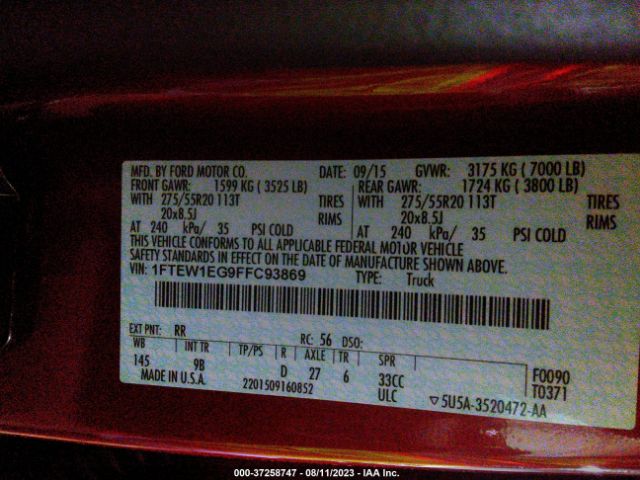 MFD. BY FORD MOTOR CO. DATE: 09/15 GVWR: 3175 KG ( 7000 LB)
FRONT GAWR: 1599 KG ( 3525 LB) REAR GAWR: 1724 KG ( 3800 LB)
WITH 275/55R20 113T TIRES WITH 275/55R20 113T TIRES
20x8.5J RIMS 20x8.5J RIMS
AT 240 kPa/ 35 PSI COLD AT 240 kPa/ 35 PSI COLD
THIS VEHICLE CONFORMS TO ALL APPLICABLE FEDERAL MOTOR VEHICLE
SAFETY STANDARDS IN EFFECT ON THE DATE OF MANUFACTURE SHOWN ABOVE.
VIN: 1FTEW1EG9FFC93869 TYPE: Truck
EXT PNT: RR RC: 56 DSO:
WB INT TR TP/PS R AXLE TR SPR F0090
145 9B D 27 6 33CC T0371
MADE IN U.S.A. 2201509160852 ULC ▽5U5A-3520472-AA
000-37258747 - 08/11/2023 - IAA Inc.